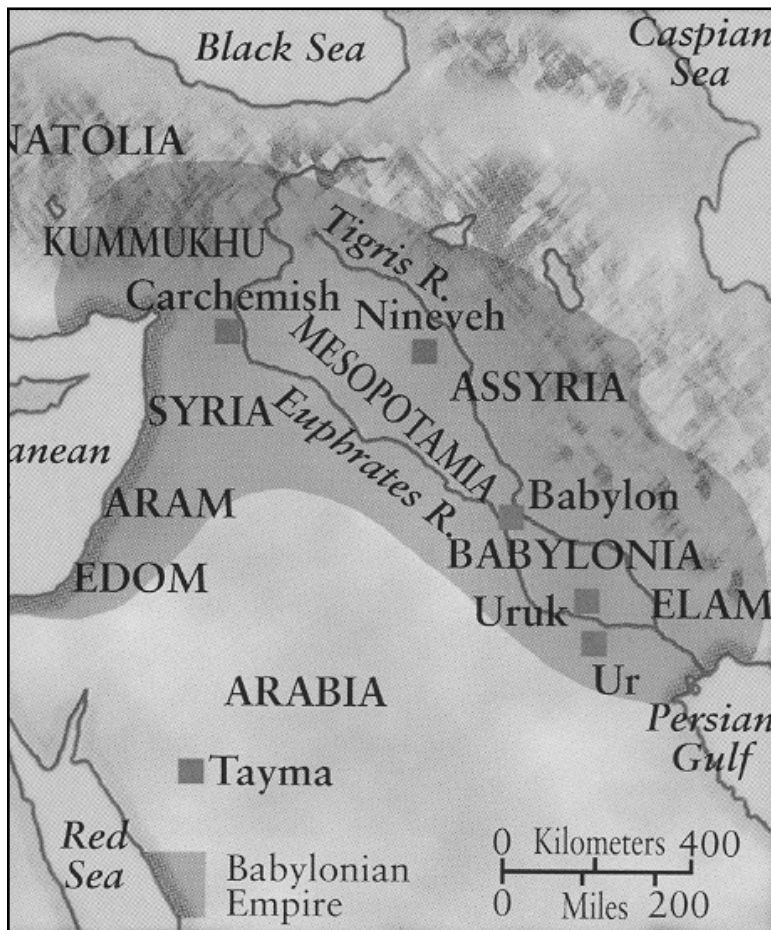 Black Sea
Caspian
Sea
NATOLIA
KUMMUKHU
Tigris R.
Carchemish
Nineveh
MESOPOTAMIA
ASSYRIA
SYRIA
Euphrates R.
anean
ARAM
Babylon
EDOM
BABYLONIA
Uruk
ELAM
Ur
ARABIA
Persian
Gulf
Tayma
Red
Sea
Babylonian
Empire
0 Kilometers 400
0 Miles 200